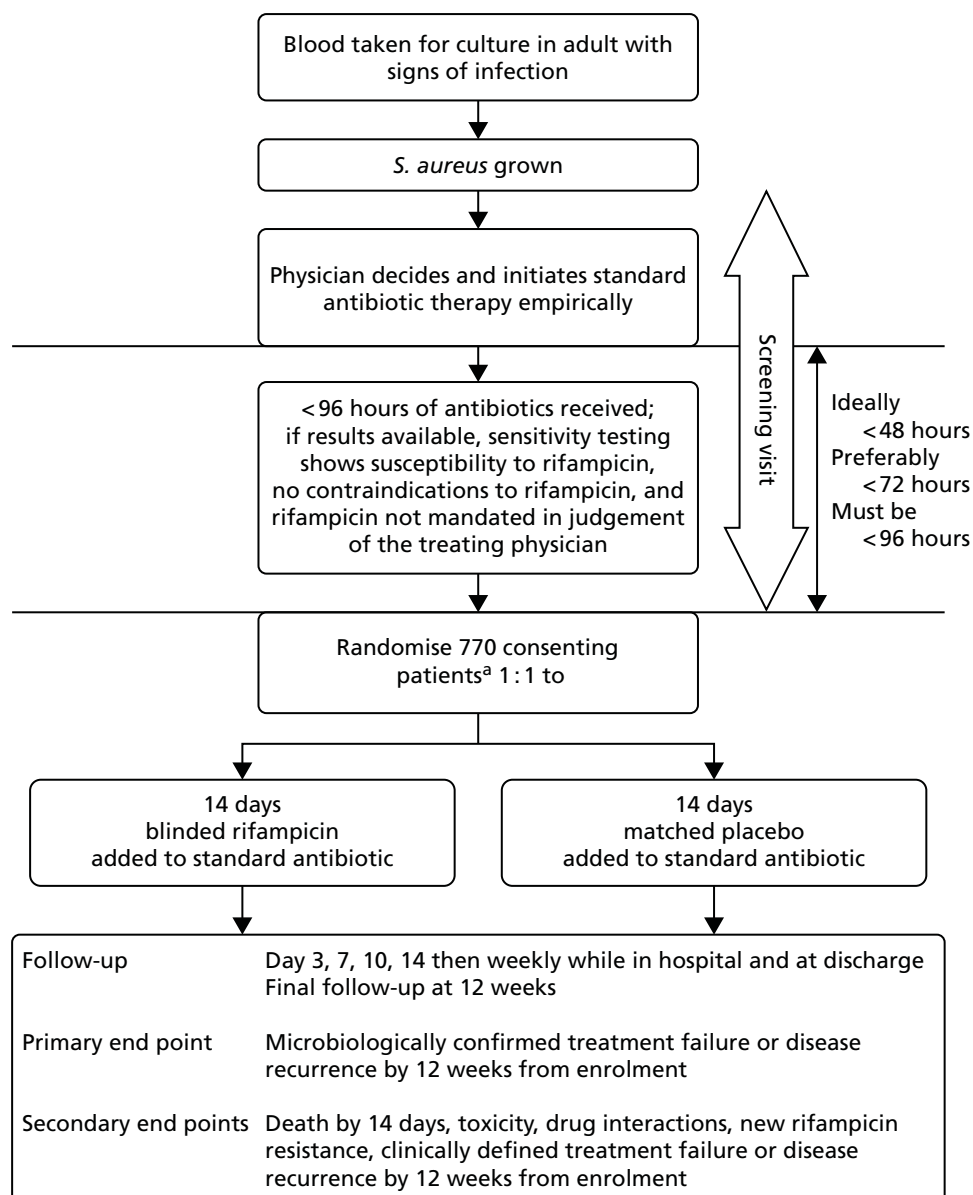 Blood taken for culture in adult with
signs of infection
S. aureus grown
Physician decides and initiates standard
antibiotic therapy empirically
Screening visit
< 96 hours of antibiotics received;
if results available, sensitivity testing
shows susceptibility to rifampicin,
no contraindications to rifampicin, and
rifampicin not mandated in judgement
of the treating physician
Ideally
< 48 hours
Preferably
< 72 hours
Must be
< 96 hours
Randomise 770 consenting
patientsᵃ 1 : 1 to
14 days
blinded rifampicin
added to standard antibiotic
14 days
matched placebo
added to standard antibiotic
Follow-up Day 3, 7, 10, 14 then weekly while in hospital and at discharge
Final follow-up at 12 weeks
Primary end point Microbiologically confirmed treatment failure or disease
recurrence by 12 weeks from enrolment
Secondary end points Death by 14 days, toxicity, drug interactions, new rifampicin
resistance, clinically defined treatment failure or disease
recurrence by 12 weeks from enrolment